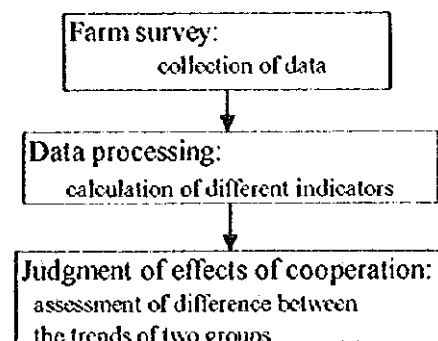 Farm survey:
collection of data
Data processing:
calculation of different indicators
Judgment of effects of cooperation:
assessment of difference between
the trends of two groups